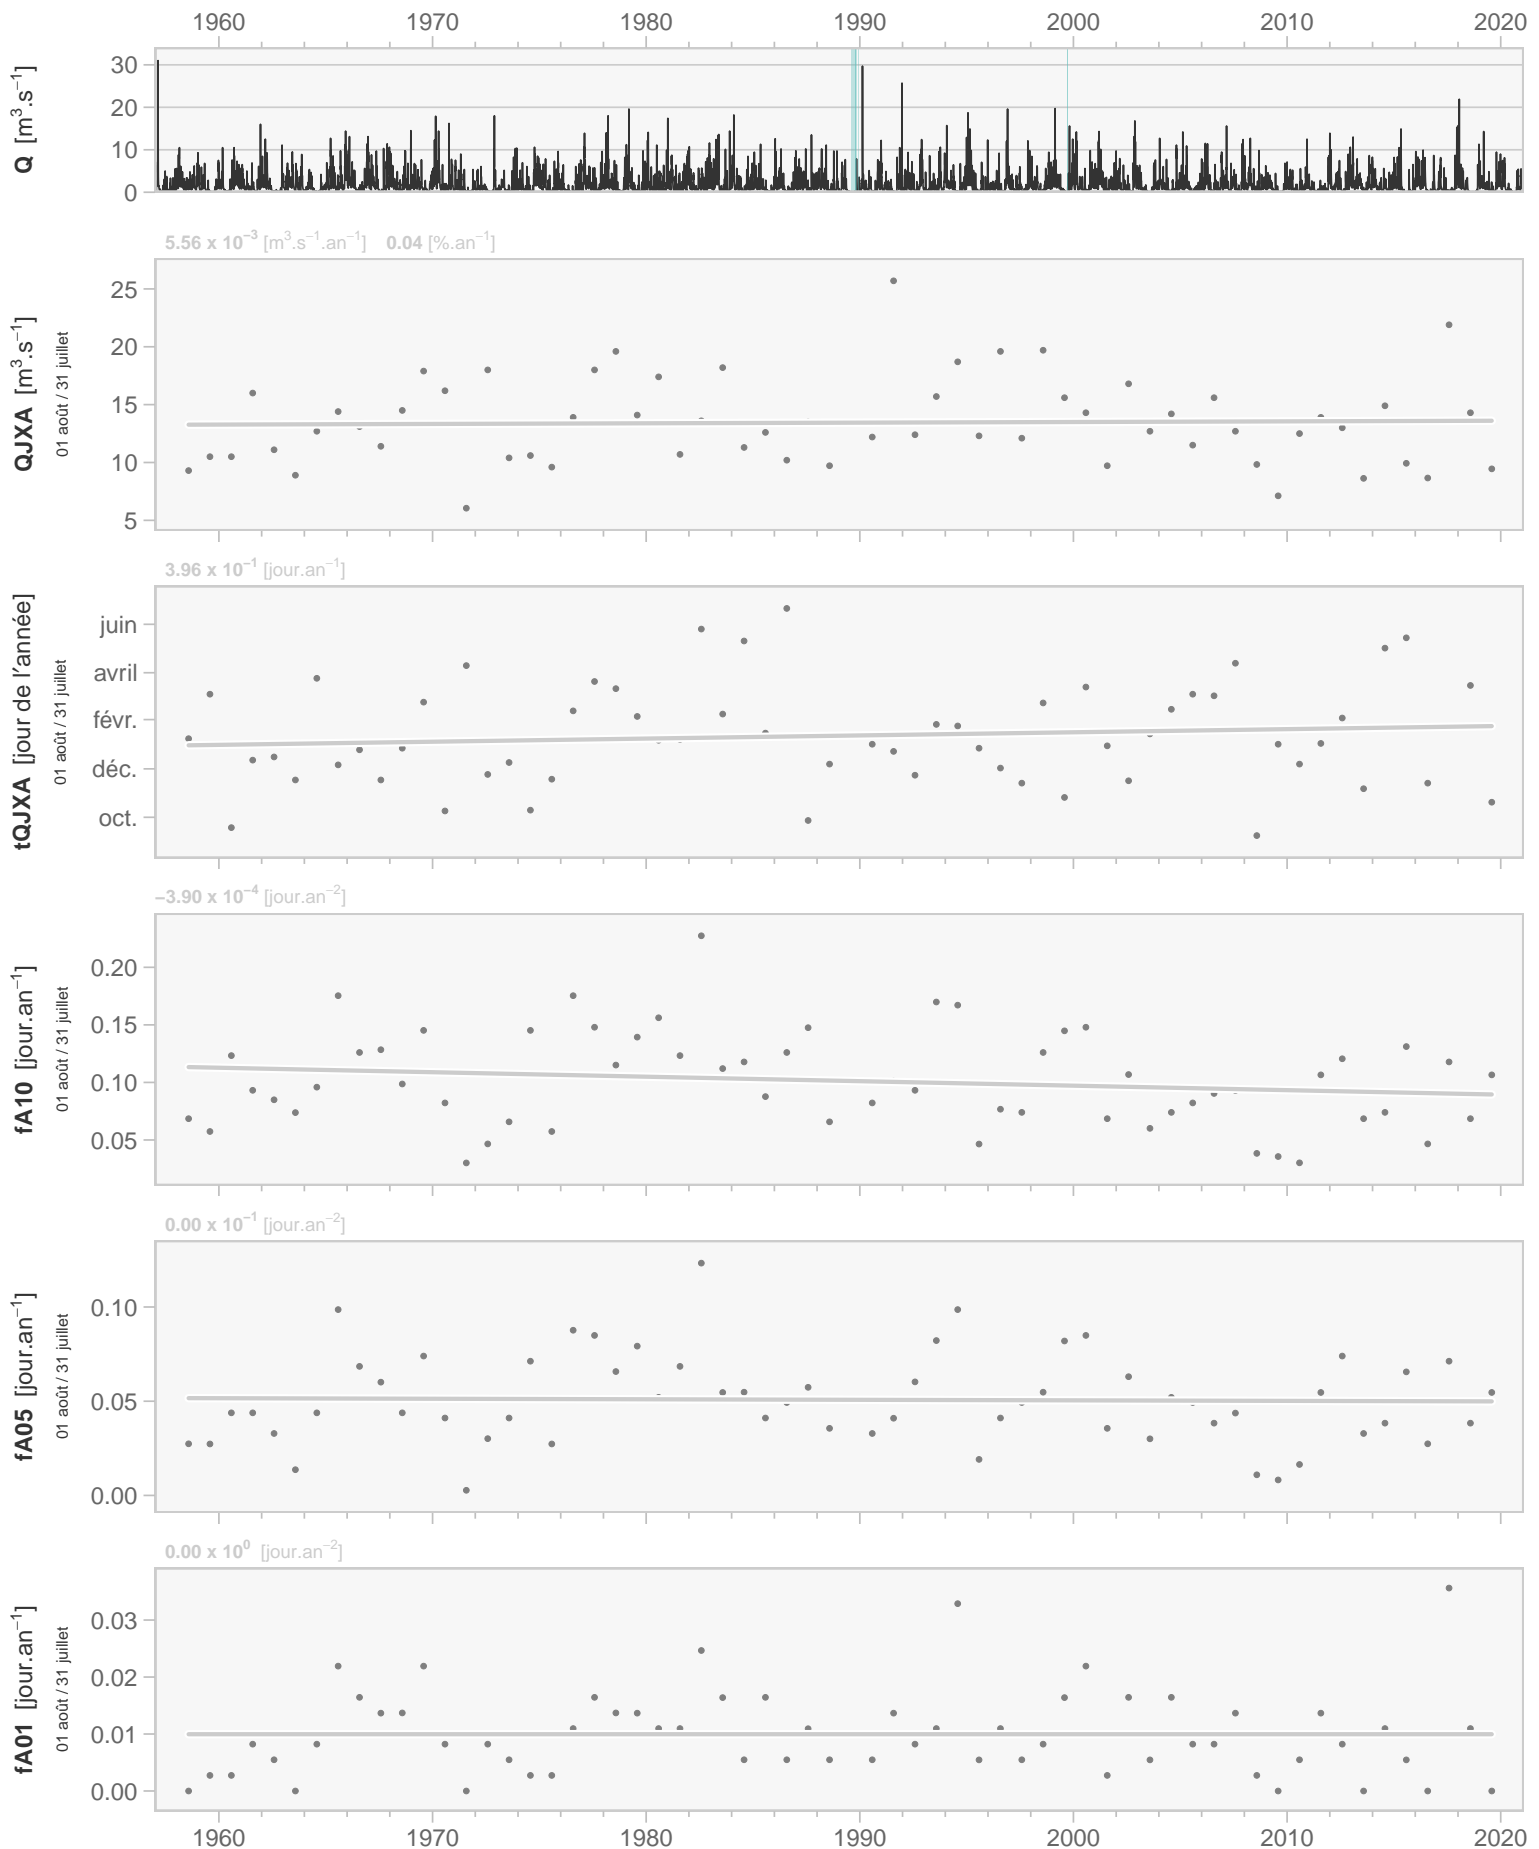 1960 1970 1980 1990 2000 2010 2020
Q [m³.s⁻¹]
30
20
10
0
5.56 x 10⁻³ [m³.s⁻¹.an⁻¹] 0.04 [%.an⁻¹]
QJXA [m³.s⁻¹]
01 août / 31 juillet
25
20
15
10
5
3.96 x 10⁻¹ [jour.an⁻¹]
tQJXA [jour de l'année]
01 août / 31 juillet
juin
avril
févr.
déc.
oct.
−3.90 x 10⁻⁴ [jour.an⁻²]
fA10 [jour.an⁻¹]
01 août / 31 juillet
0.20
0.15
0.10
0.05
0.00 x 10⁻¹ [jour.an⁻²]
fA05 [jour.an⁻¹]
01 août / 31 juillet
0.10
0.05
0.00
0.00 x 10⁰ [jour.an⁻²]
fA01 [jour.an⁻¹]
01 août / 31 juillet
0.03
0.02
0.01
0.00
1960 1970 1980 1990 2000 2010 2020